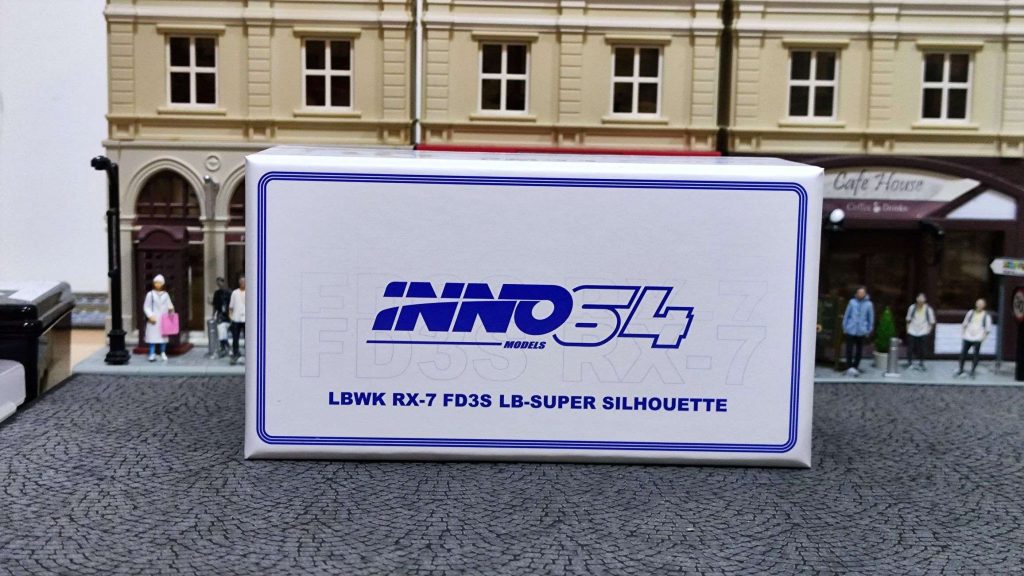 Cafe House
Coffee & Drinks
FD3S RX-7
FD3S RX-7
INNO64
MODELS
LBWK RX-7 FD3S LB-SUPER SILHOUETTE